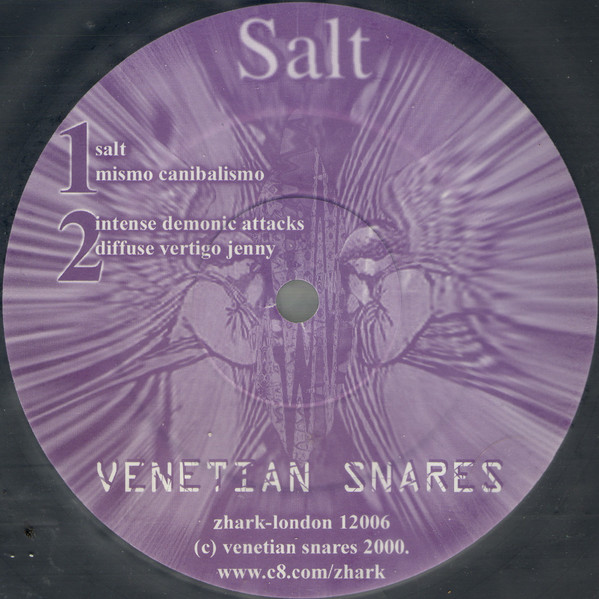 Salt
1
salt
mismo canibalismo
2
intense demonic attacks
diffuse vertigo jenny
VENETIAN SNARES
zhark-london 12006
(c) venetian snares 2000.
www.c8.com/zhark